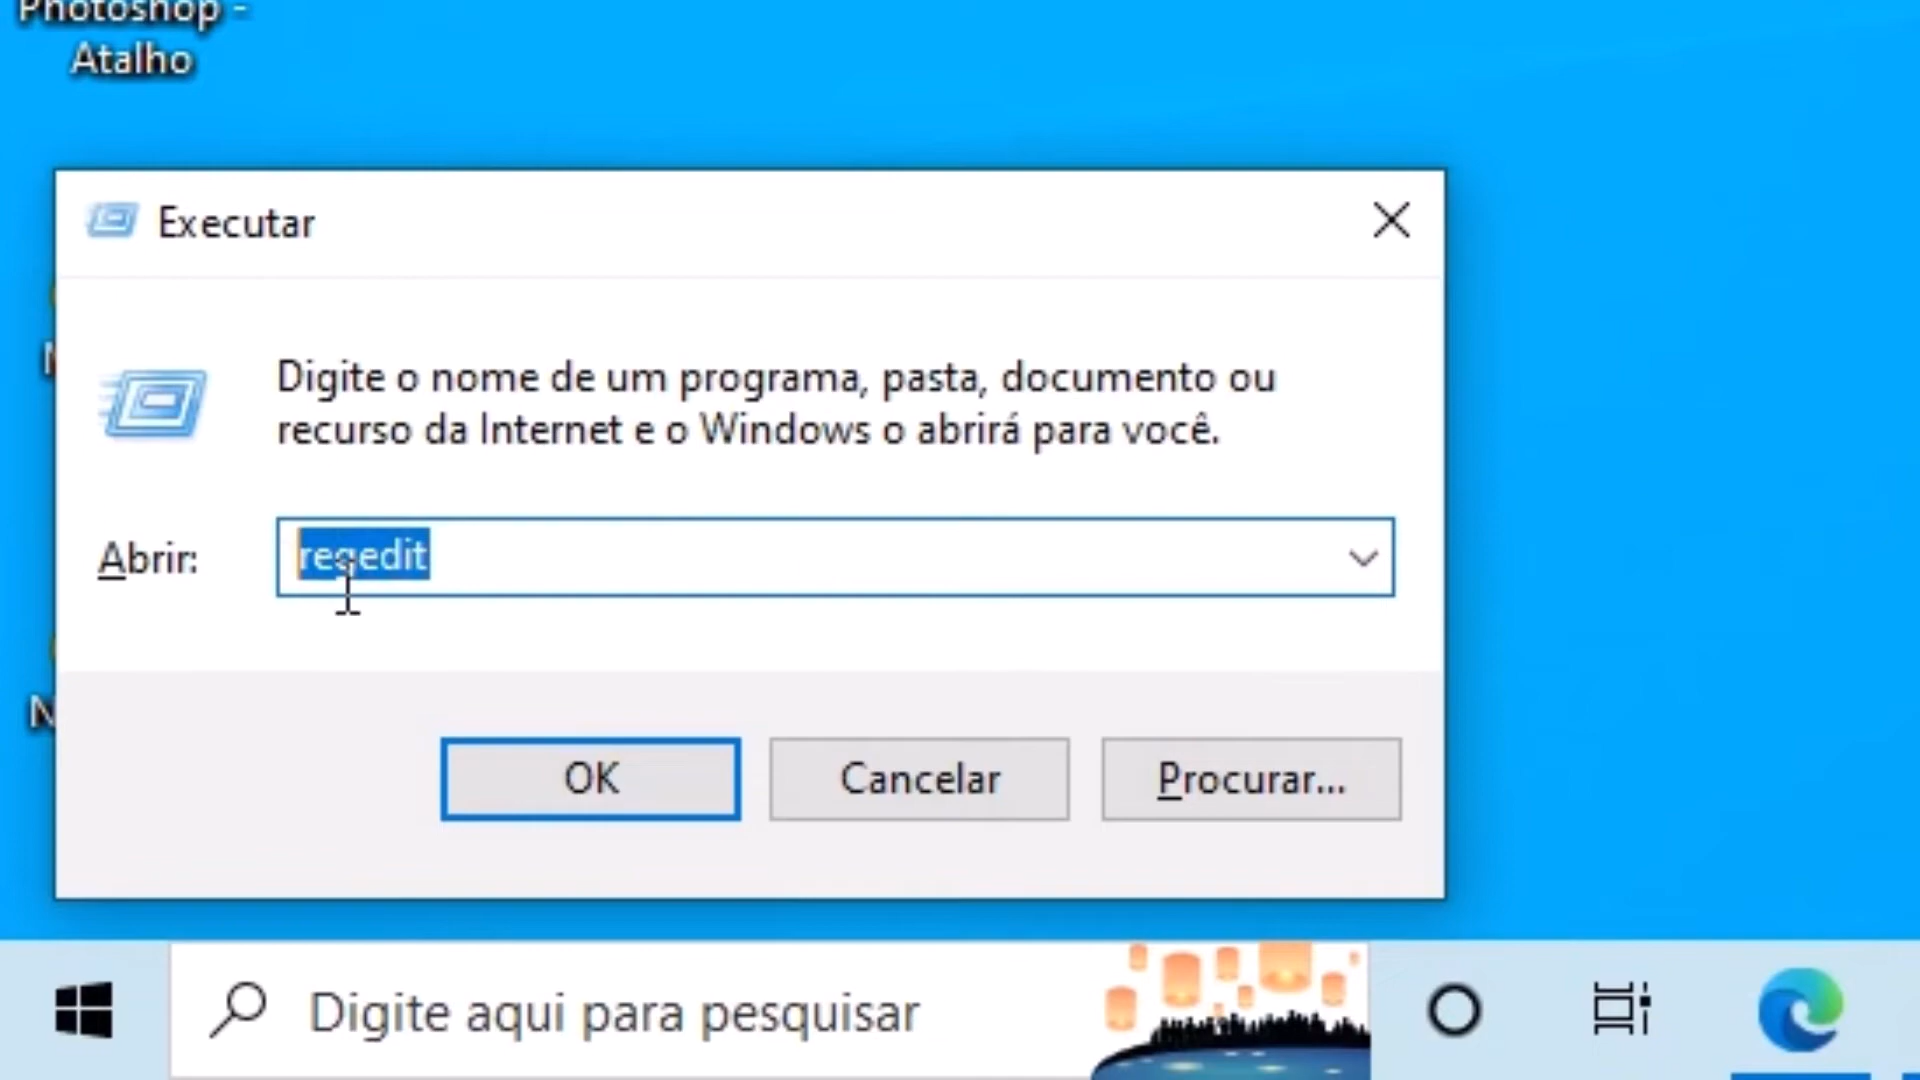 Photoshop -
Atalho
Executar
Digite o nome de um programa, pasta, documento ou
recurso da Internet e o Windows o abrirá para você.
Abrir:
regedit
OK
Cancelar
Procurar...
Digite aqui para pesquisar